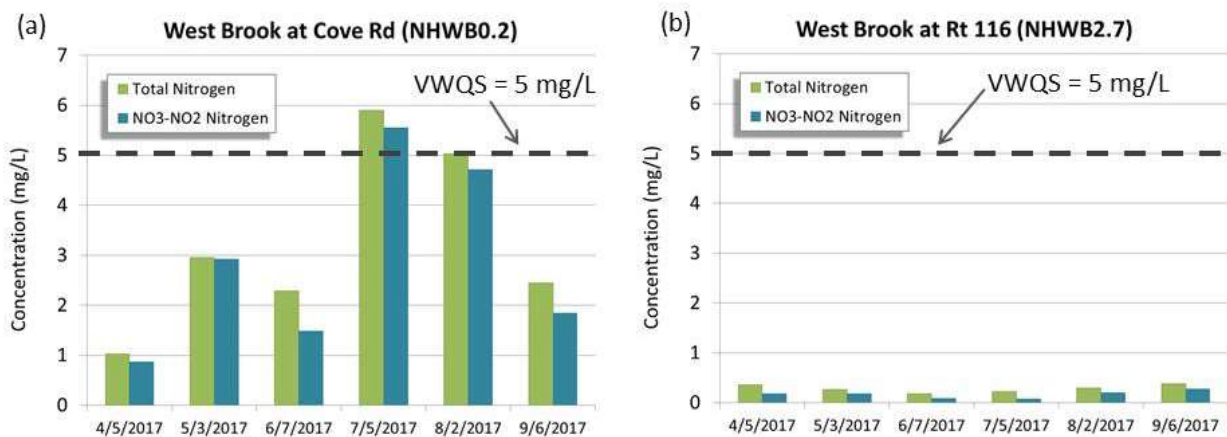 (a)
West Brook at Cove Rd (NHWB0.2)
7
6
5
4
3
2
1
0
Concentration (mg/L)
Total Nitrogen
NO3-NO2 Nitrogen
VWQS = 5 mg/L
4/5/2017 5/3/2017 6/7/2017 7/5/2017 8/2/2017 9/6/2017
(b)
West Brook at Rt 116 (NHWB2.7)
7
6
5
4
3
2
1
0
Concentration (mg/L)
Total Nitrogen
NO3-NO2 Nitrogen
VWQS = 5 mg/L
4/5/2017 5/3/2017 6/7/2017 7/5/2017 8/2/2017 9/6/2017